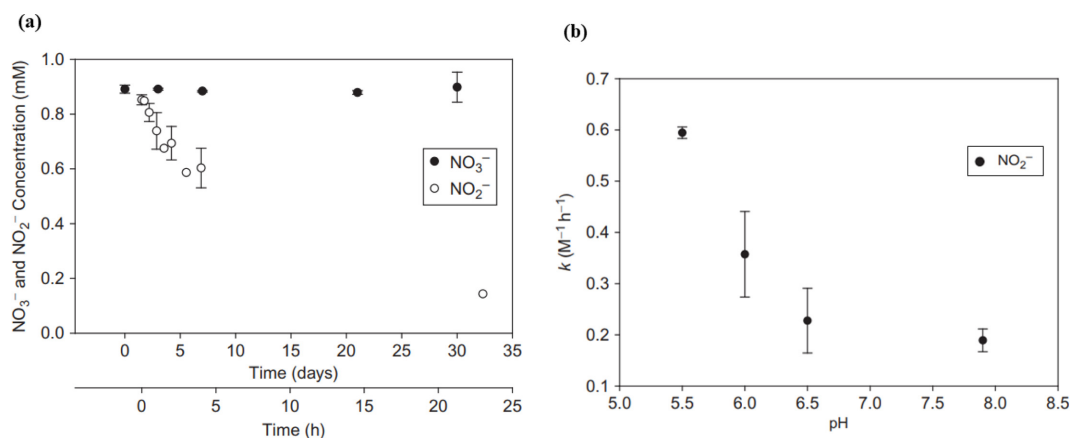 (a)
NO₃⁻ and NO₂⁻ Concentration (mM)
1.0
0.8
0.6
0.4
0.2
0.0
NO₃⁻
NO₂⁻
0 5 10 15 20 25 30 35
Time (days)
0 5 10 15 20 25
Time (h)
(b)
k (M⁻¹ h⁻¹)
0.7
0.6
0.5
0.4
0.3
0.2
0.1
NO₂⁻
5.0 5.5 6.0 6.5 7.0 7.5 8.0 8.5
pH